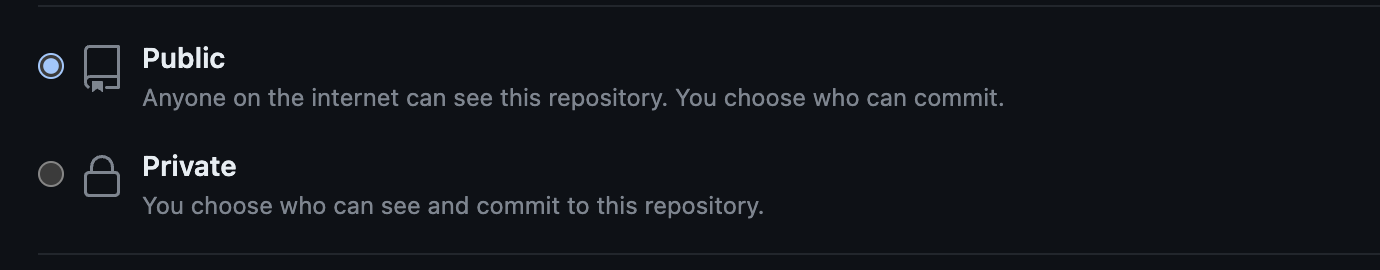 Public
Anyone on the internet can see this repository. You choose who can commit.
Private
You choose who can see and commit to this repository.